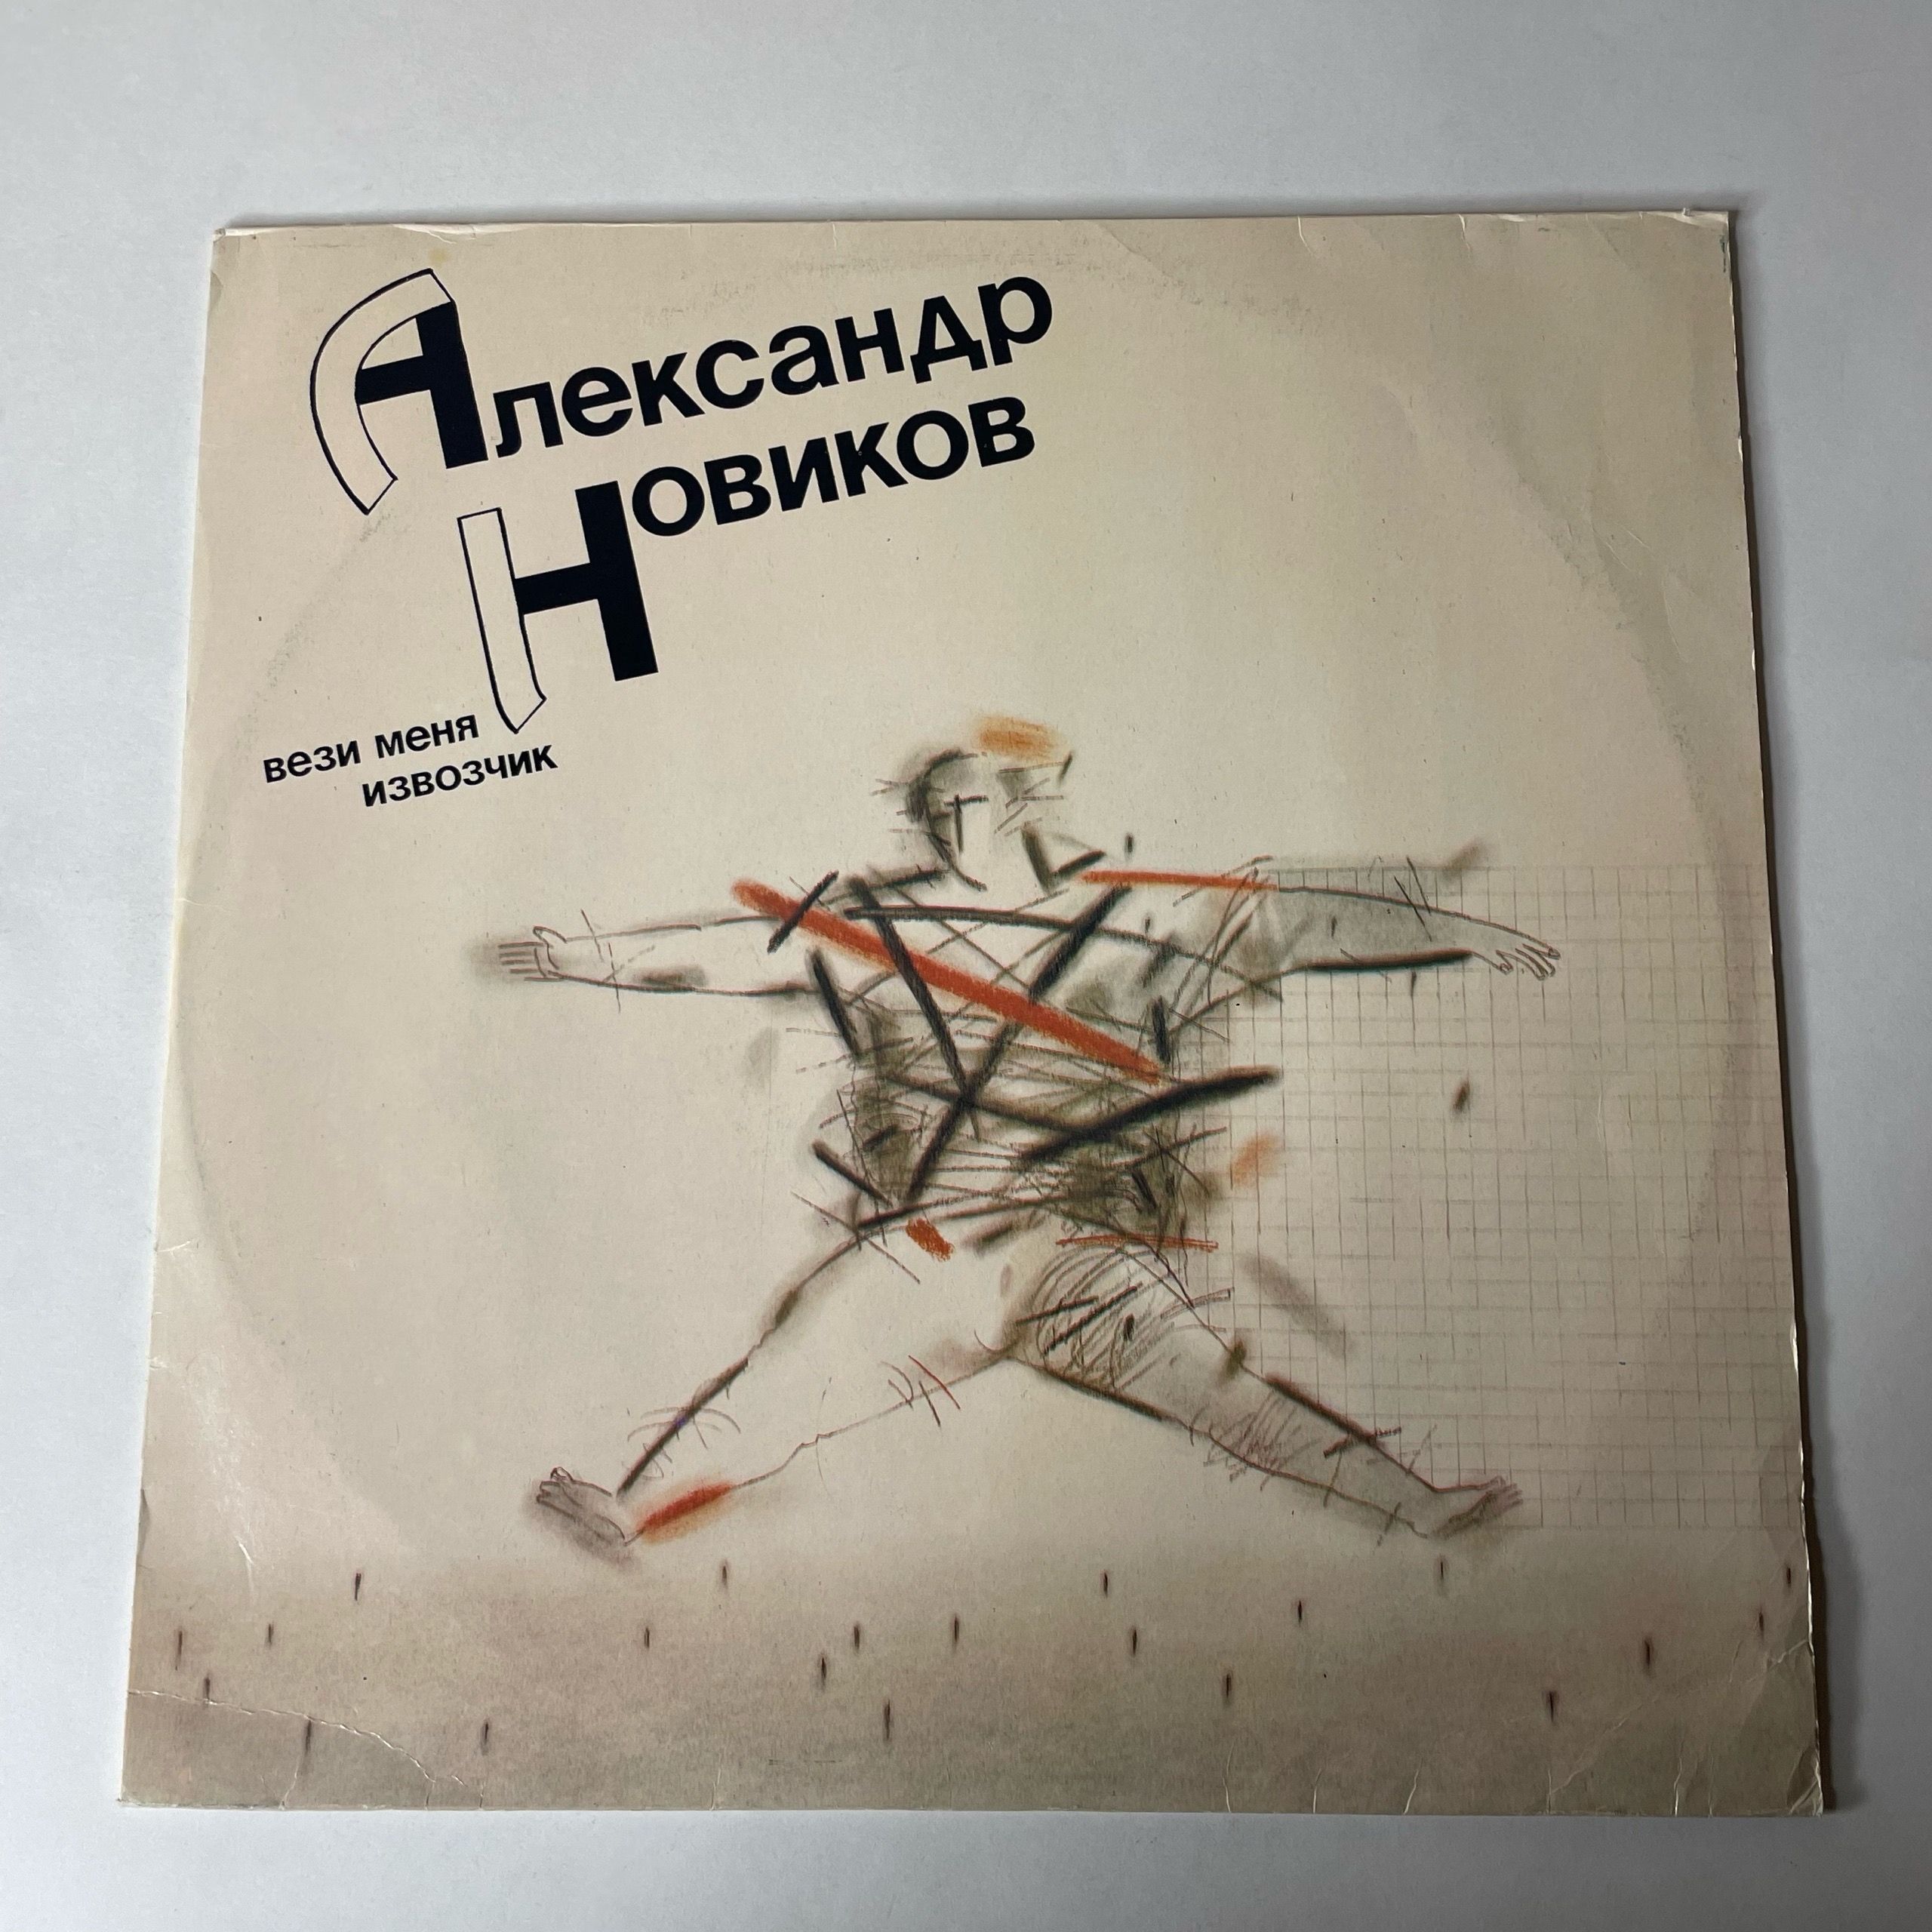 Александр
Новиков
вези меня
извозчик